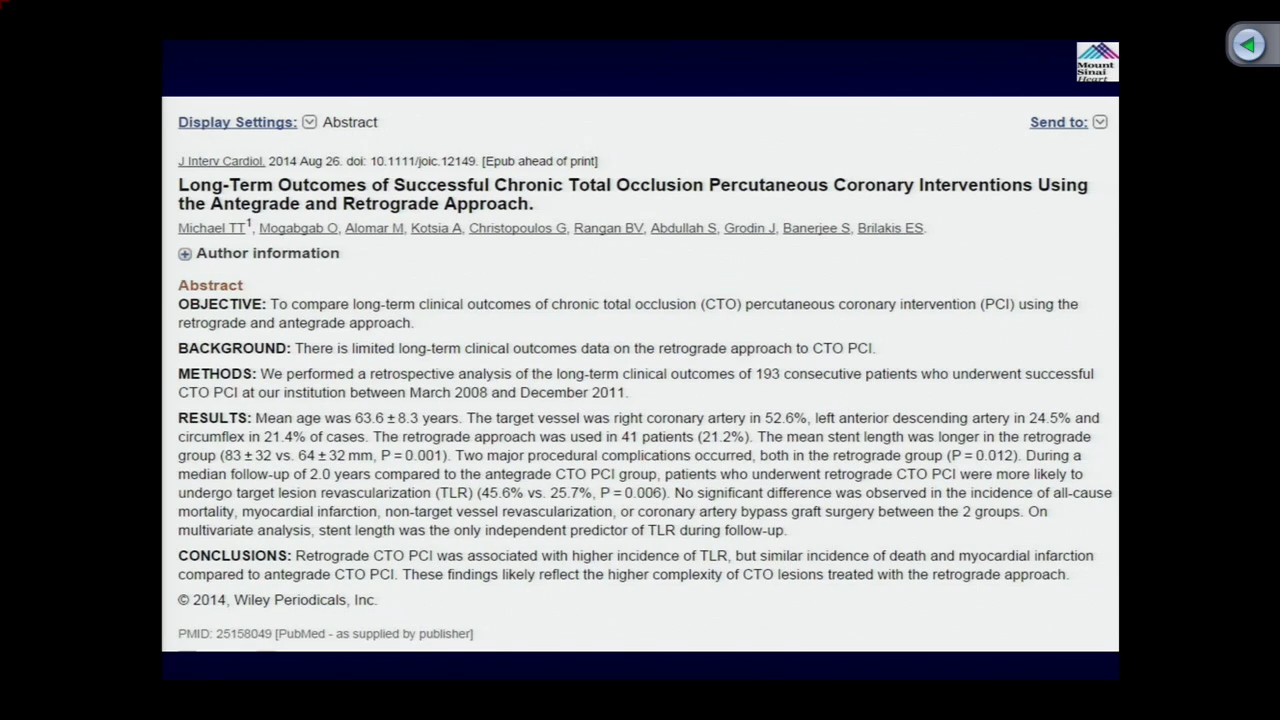 Mount
Sinai
Heart
Display Settings: Abstract
Send to:
J Interv Cardiol. 2014 Aug 26. doi: 10.1111/joic.12149. [Epub ahead of print]
Long-Term Outcomes of Successful Chronic Total Occlusion Percutaneous Coronary Interventions Using
the Antegrade and Retrograde Approach.
Michael TT1, Mogabgab O, Alomar M, Kotsia A, Christopoulos G, Rangan BV, Abdullah S, Grodin J, Banerjee S, Brilakis ES.
Author information
Abstract
OBJECTIVE: To compare long-term clinical outcomes of chronic total occlusion (CTO) percutaneous coronary intervention (PCI) using the
retrograde and antegrade approach.
BACKGROUND: There is limited long-term clinical outcomes data on the retrograde approach to CTO PCI.
METHODS: We performed a retrospective analysis of the long-term clinical outcomes of 193 consecutive patients who underwent successful
CTO PCI at our institution between March 2008 and December 2011.
RESULTS: Mean age was 63.6 ± 8.3 years. The target vessel was right coronary artery in 52.6%, left anterior descending artery in 24.5% and
circumflex in 21.4% of cases. The retrograde approach was used in 41 patients (21.2%). The mean stent length was longer in the retrograde
group (83 ± 32 vs. 64 ± 32 mm, P = 0.001). Two major procedural complications occurred, both in the retrograde group (P = 0.012). During a
median follow-up of 2.0 years compared to the antegrade CTO PCI group, patients who underwent retrograde CTO PCI were more likely to
undergo target lesion revascularization (TLR) (45.6% vs. 25.7%, P = 0.006). No significant difference was observed in the incidence of all-cause
mortality, myocardial infarction, non-target vessel revascularization, or coronary artery bypass graft surgery between the 2 groups. On
multivariate analysis, stent length was the only independent predictor of TLR during follow-up.
CONCLUSIONS: Retrograde CTO PCI was associated with higher incidence of TLR, but similar incidence of death and myocardial infarction
compared to antegrade CTO PCI. These findings likely reflect the higher complexity of CTO lesions treated with the retrograde approach.
© 2014, Wiley Periodicals, Inc.
PMID: 25158049 [PubMed - as supplied by publisher]